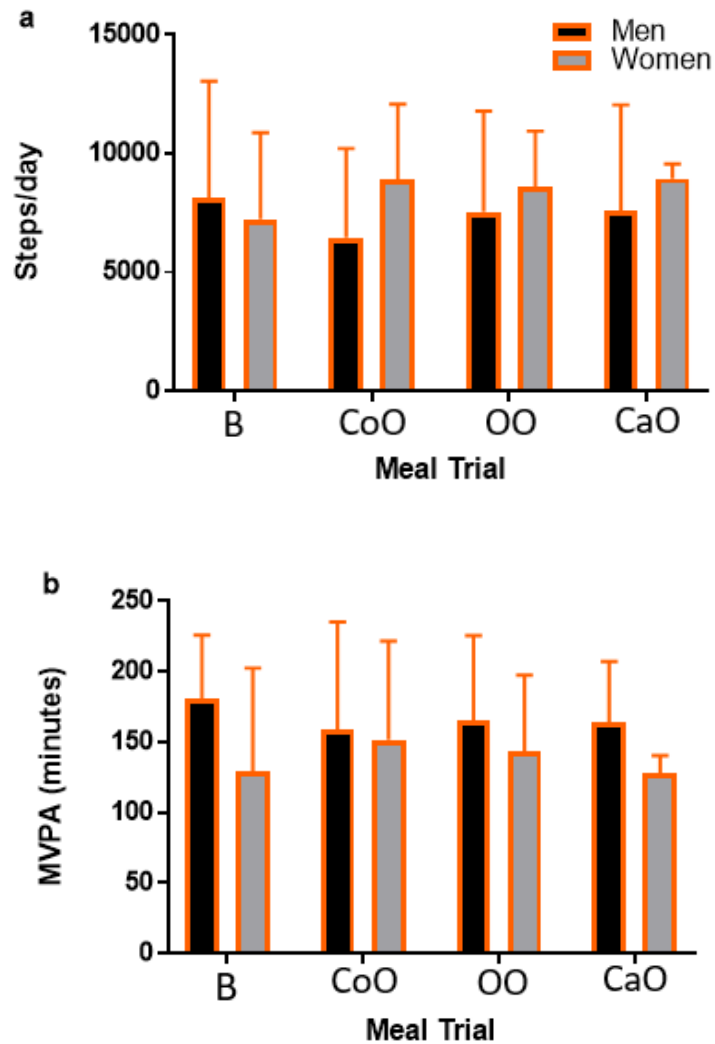 a
Men
Women
15000
10000
5000
0
Steps/day
B CoO OO CaO
Meal Trial
b
250
200
150
100
50
0
MVPA (minutes)
B CoO OO CaO
Meal Trial